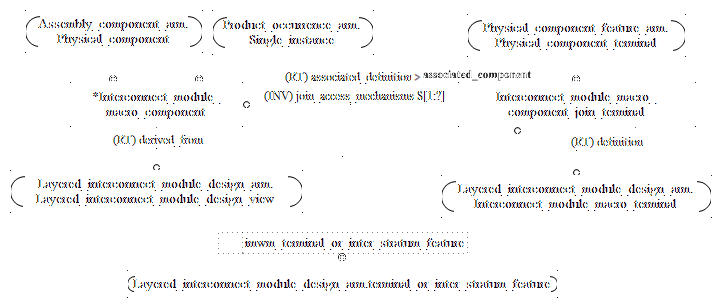 Assembly_component_arm.
Physical_component
Product_occurrence_arm.
Single_instance
Physical_component_feature_arm.
Physical_component_terminal
(RT) associated_definition > associated_component
*Interconnect_module_
macro_component
(INV) join_access_mechanisms S[1:?]
Interconnect_module_macro_
component_join_terminal
(RT) derived_from
(RT) definition
Layered_interconnect_module_design_arm.
Layered_interconnect_module_design_view
Layered_interconnect_module_design_arm.
Interconnect_module_macro_terminal
imwm_terminal_or_inter_stratum_feature
Layered_interconnect_module_design_arm.terminal_or_inter_stratum_feature